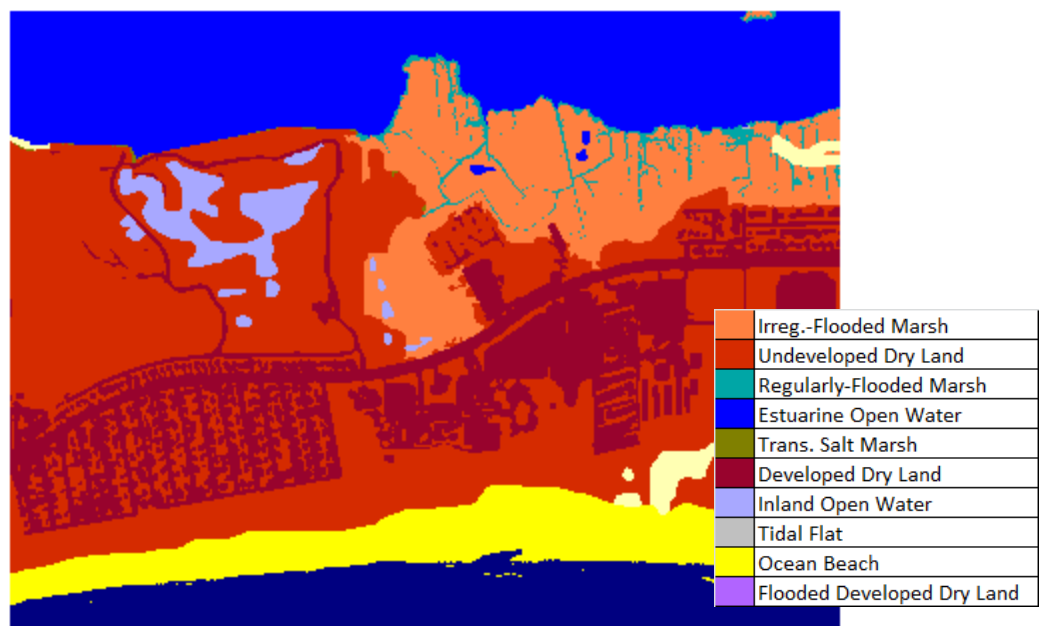 Irreg.-Flooded Marsh
Undeveloped Dry Land
Regularly-Flooded Marsh
Estuarine Open Water
Trans. Salt Marsh
Developed Dry Land
Inland Open Water
Tidal Flat
Ocean Beach
Flooded Developed Dry Land